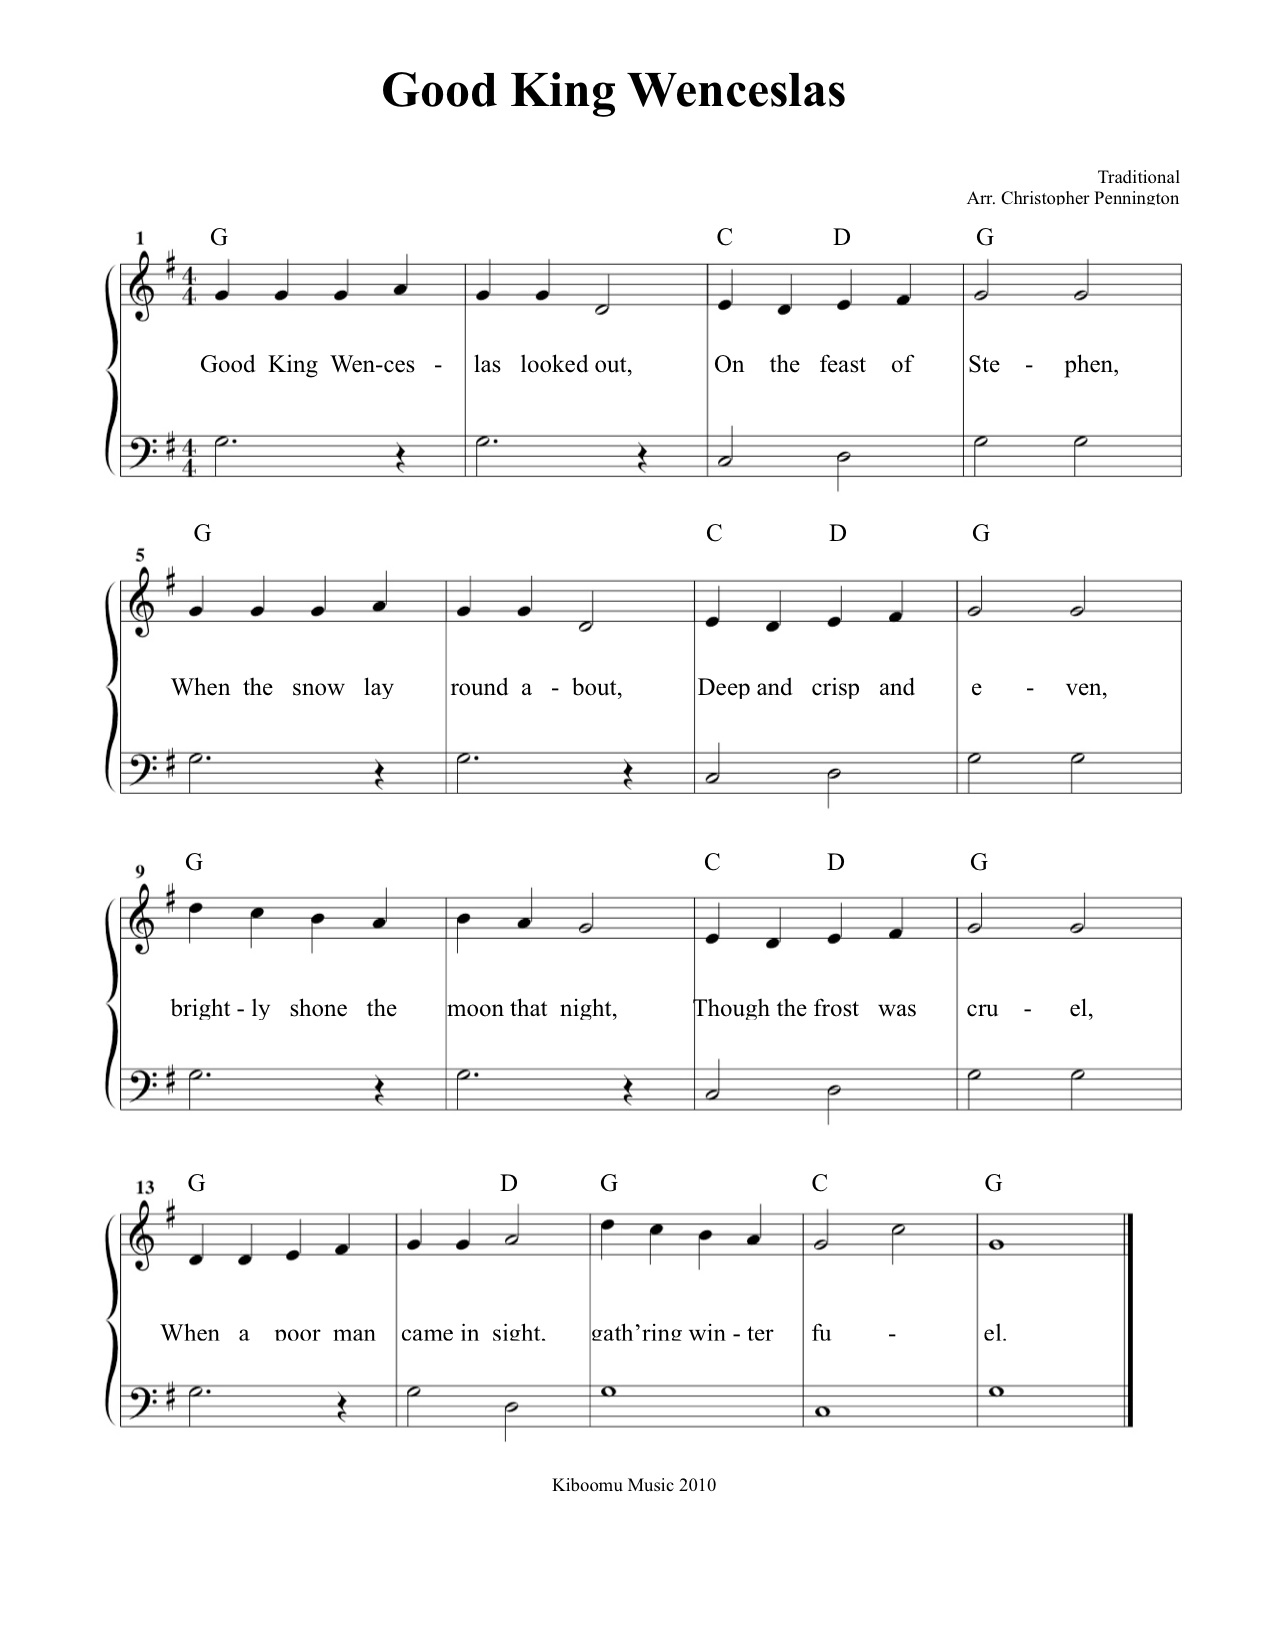 Good King Wenceslas
Traditional
Arr. Christopher Pennington
1 G C D G
4 4
Good King Wen-ces - las looked out, On the feast of Ste - phen,
4 4
G C D G
5
When the snow lay round a - bout, Deep and crisp and e - ven,
9 G C D G
bright - ly shone the moon that night, Though the frost was cru - el,
13 G D G C G
When a poor man came in sight, gath’ring win - ter fu - el.
Kiboomu Music 2010